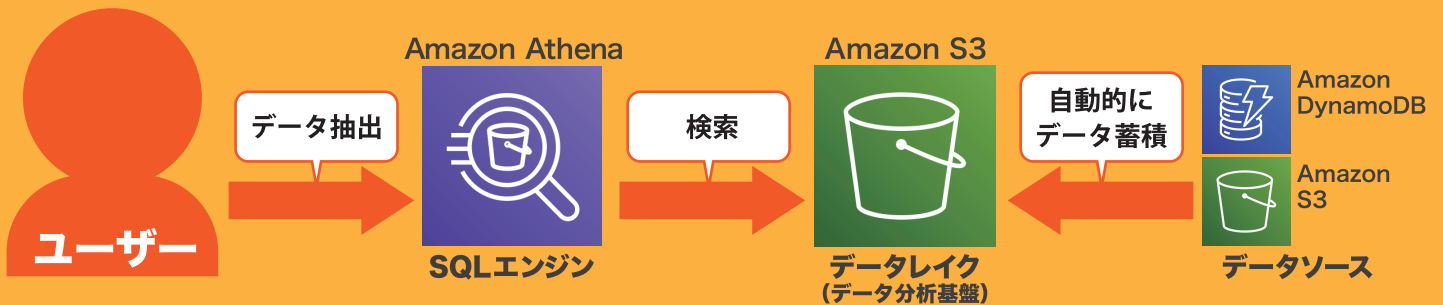 ユーザー
データ抽出
Amazon Athena
SQLエンジン
検索
Amazon S3
データレイク
(データ分析基盤)
自動的に
データ蓄積
Amazon
DynamoDB
Amazon
S3
データソース